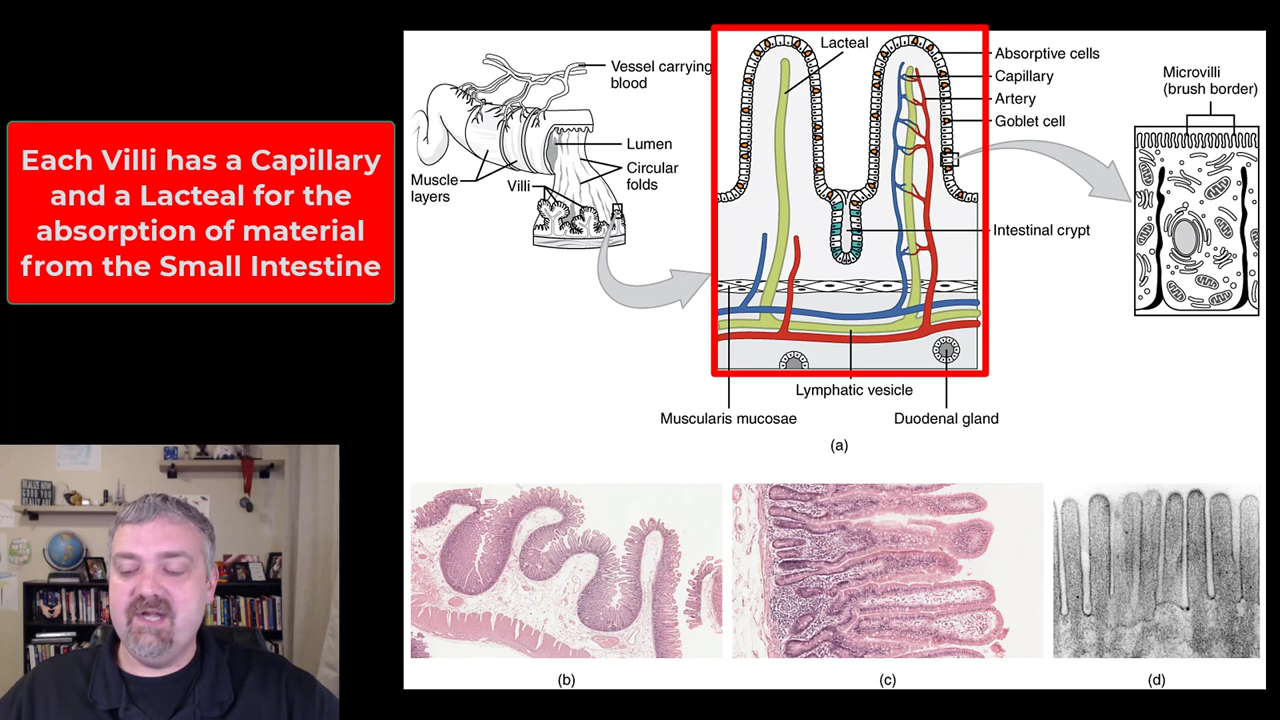 Each Villi has a Capillary
and a Lacteal for the
absorption of material
from the Small Intestine
Vessel carrying
blood
Lumen
Circular
folds
Muscle
layers
Villi
Lacteal
Absorptive cells
Capillary
Artery
Goblet cell
Intestinal crypt
Microvilli
(brush border)
Lymphatic vesicle
Muscularis mucosae
Duodenal gland
(a)
(b)
(c)
(d)